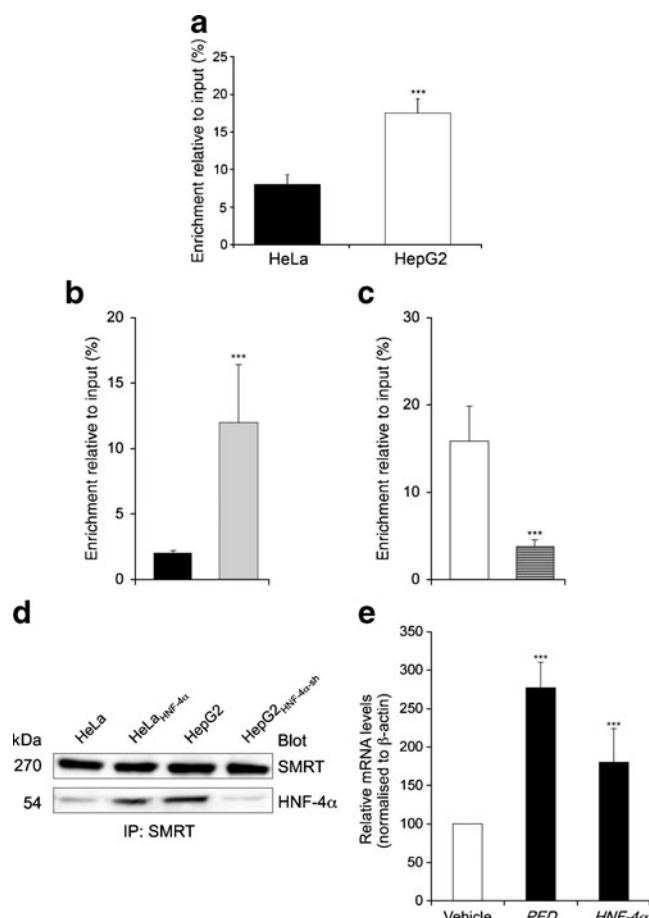 a
Enrichment relative to input (%)
25
20
15
10
5
0
***
HeLa HepG2
b
Enrichment relative to input (%)
20
15
10
5
0
***
c
Enrichment relative to input (%)
30
20
10
0
***
d
HeLa HeLaHNF-4α HepG2 HepG2HNF-4α-sh
kDa Blot
270 SMRT
54 HNF-4α
IP: SMRT
e
Relative mRNA levels
(normalised to β-actin)
350
300
250
200
150
100
50
0
***
***
Vehicle PED HNF-4α